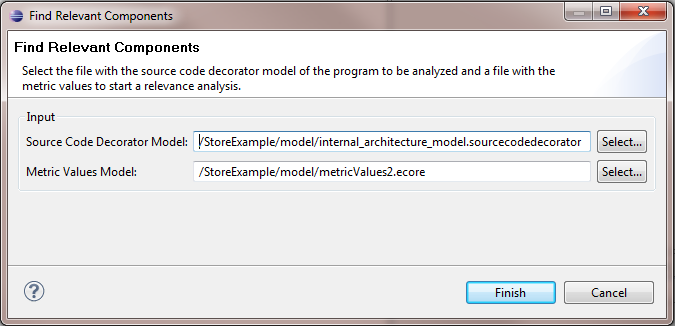 Find Relevant Components
Find Relevant Components
Select the file with the source code decorator model of the program to be analyzed and a file with the
metric values to start a relevance analysis.
Input
Source Code Decorator Model: /StoreExample/model/internal_architecture_model.sourcecodedecorator Select...
Metric Values Model: /StoreExample/model/metricValues2.ecore Select...
? Finish Cancel